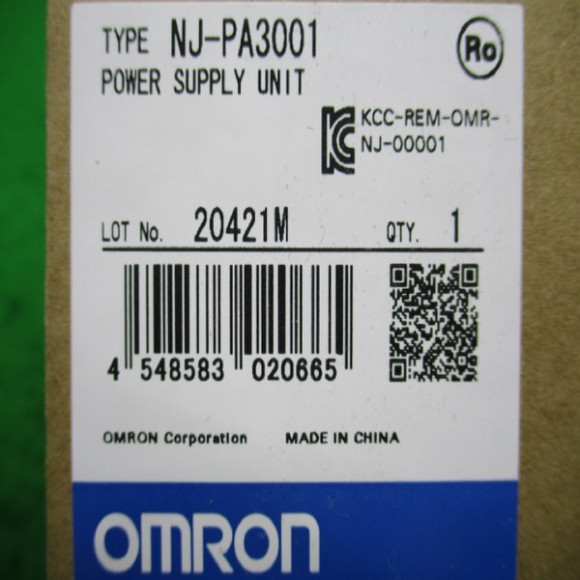 TYPE NJ-PA3001
Ro
POWER SUPPLY UNIT
KCC-REM-OMR-
NJ-00001
LOT No. 20421M QTY. 1
4 548583 020665
OMRON Corporation MADE IN CHINA
OMRON